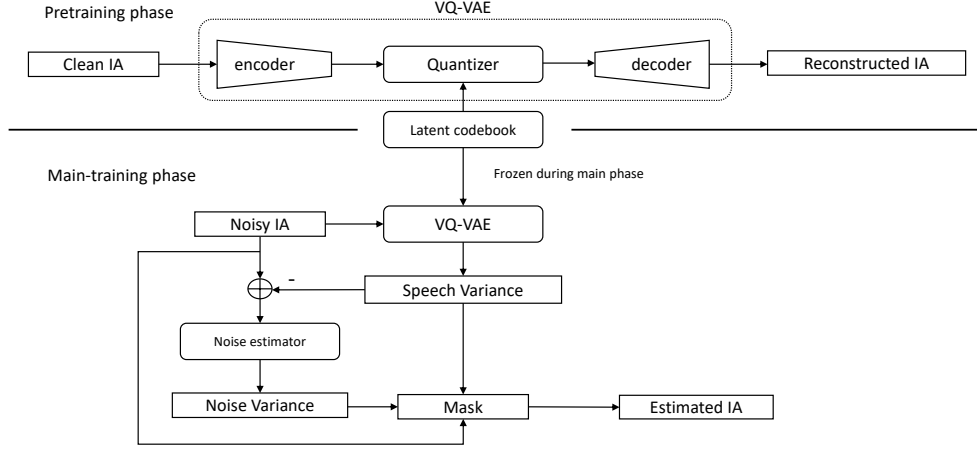 Pretraining phase
VQ-VAE
Clean IA
encoder
Quantizer
decoder
Reconstructed IA
Latent codebook
Main-training phase
Frozen during main phase
Noisy IA
VQ-VAE
-
Speech Variance
Noise estimator
Noise Variance
Mask
Estimated IA